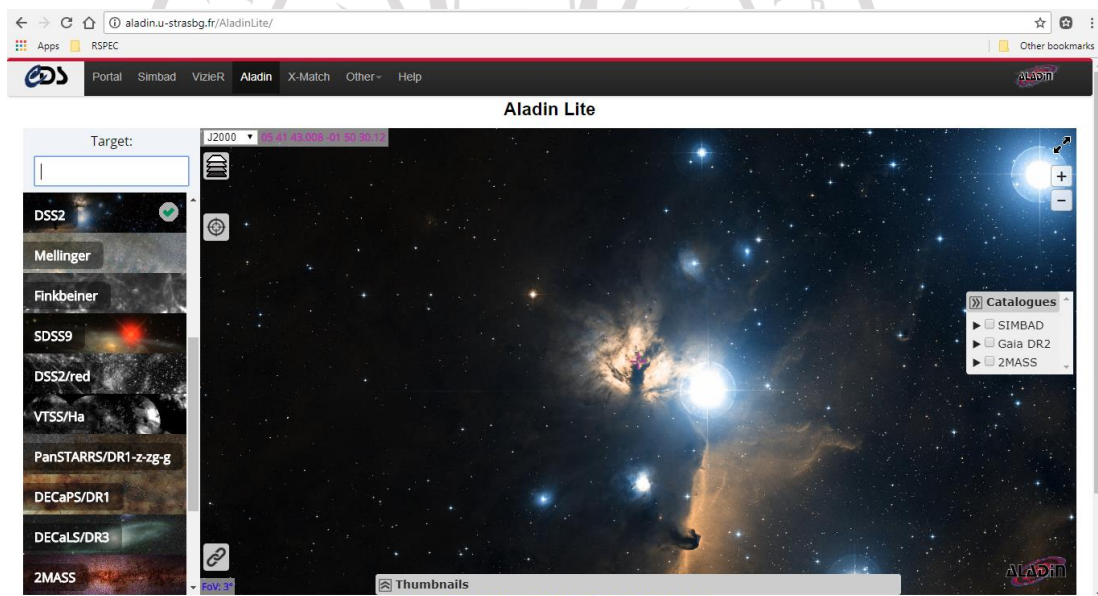 aladin.u-strasbg.fr/AladinLite/
Apps RSPEC Other bookmarks
CDS Portal Simbad VizieR Aladin X-Match Other Help ALADIN
Aladin Lite
Target:
J2000 05 41 43.008 -01 50 30.12
DSS2
Mellinger
Finkbeiner
SDSS9
DSS2/red
VTSS/Ha
PanSTARRS/DR1-z-zg-g
DECaPS/DR1
DECaLS/DR3
2MASS
+
−
Catalogues
SIMBAD
Gaia DR2
2MASS
ALADIN
FoV: 3°
Thumbnails